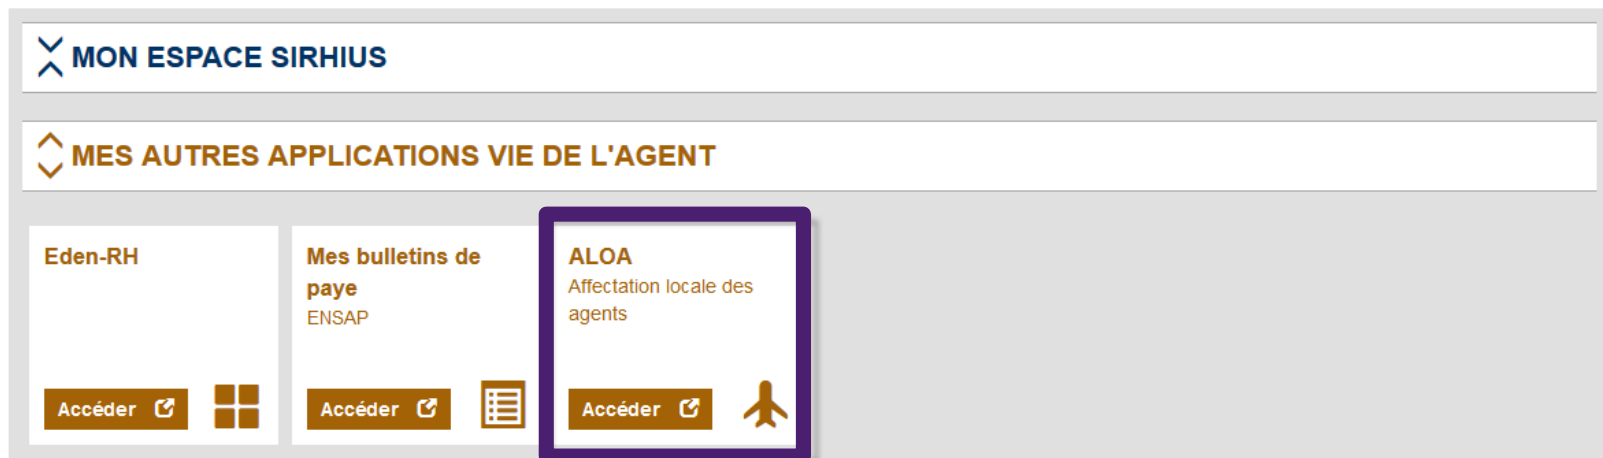 MON ESPACE SIRHIUS
MES AUTRES APPLICATIONS VIE DE L'AGENT
Eden-RH
Accéder
Mes bulletins de
paye
ENSAP
Accéder
ALOA
Affectation locale des
agents
Accéder